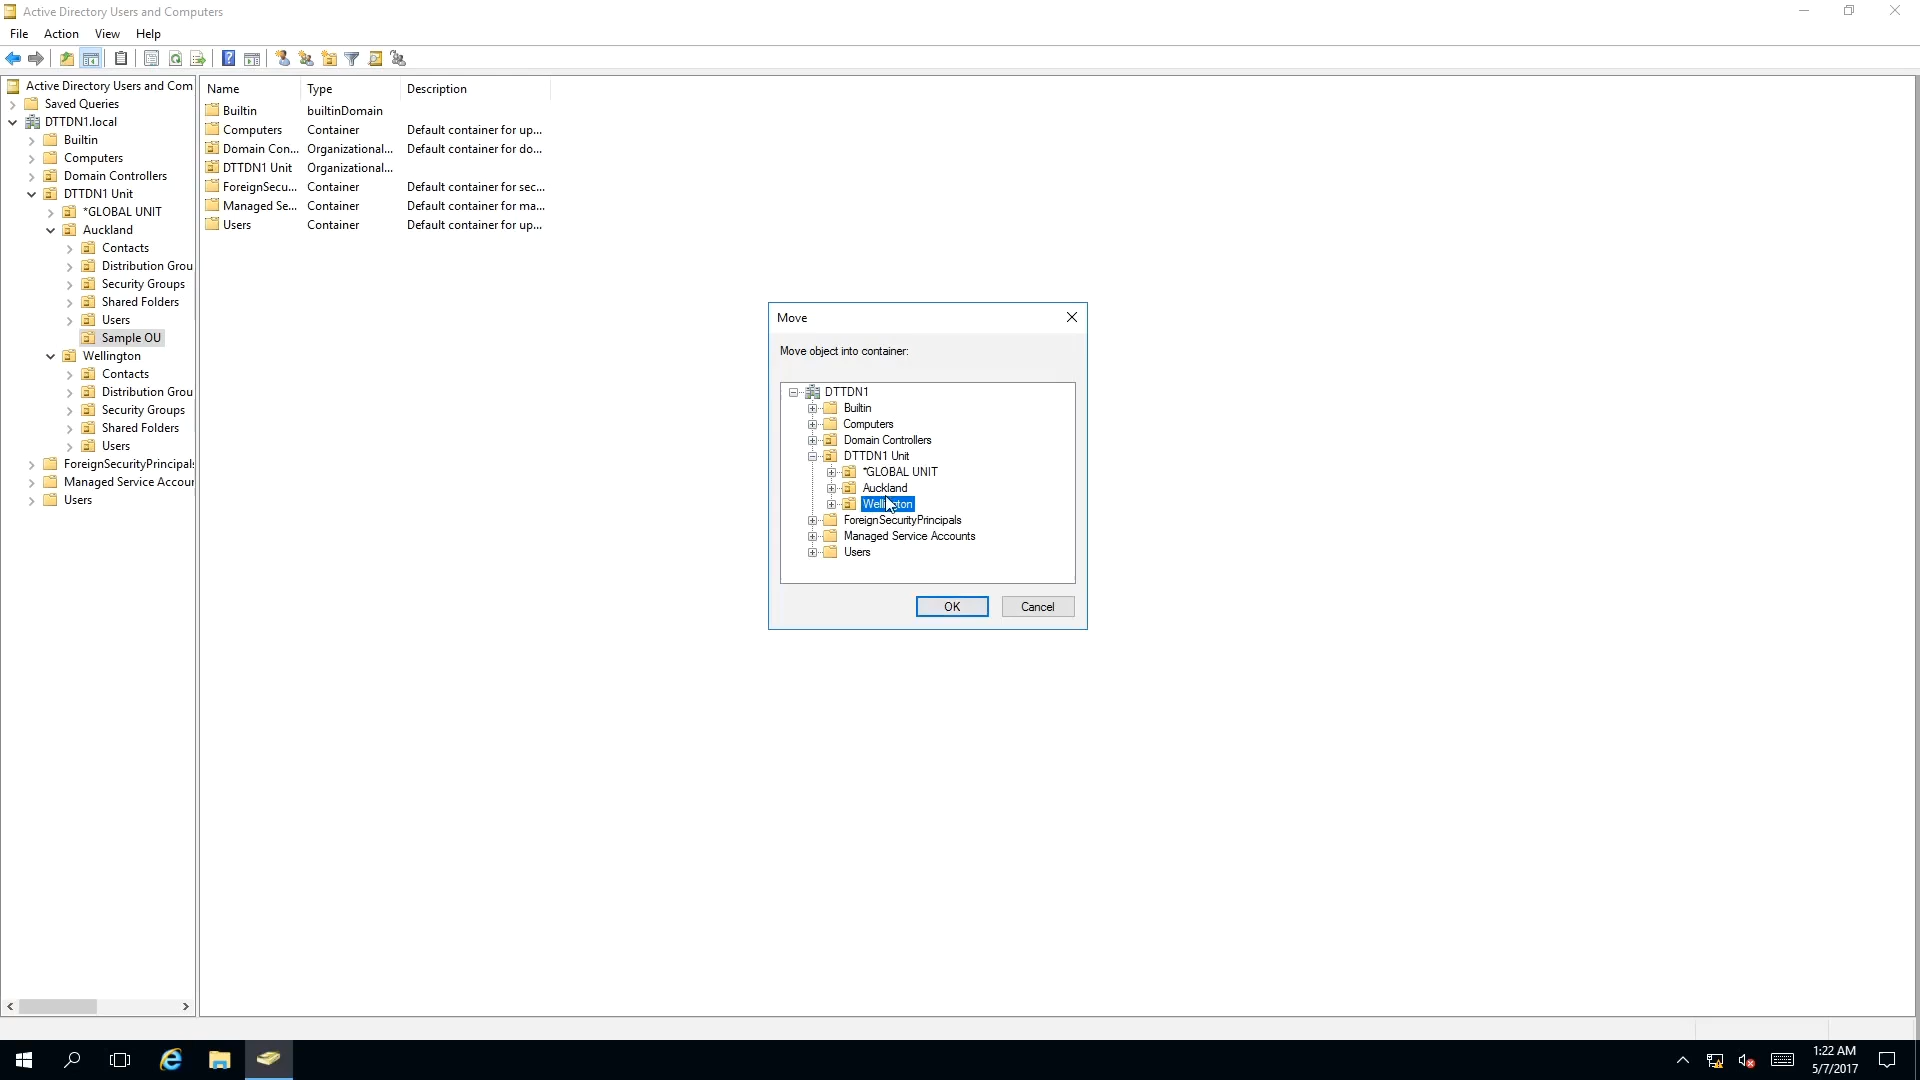 Active Directory Users and Computers
File Action View Help
Active Directory Users and Com
Saved Queries
DTTDN1.local
Builtin
Computers
Domain Controllers
DTTDN1 Unit
*GLOBAL UNIT
Auckland
Contacts
Distribution Grou
Security Groups
Shared Folders
Users
Sample OU
Wellington
Contacts
Distribution Grou
Security Groups
Shared Folders
Users
ForeignSecurityPrincipals
Managed Service Accoun
Users
Name Type Description
Builtin builtinDomain
Computers Container Default container for up...
Domain Con... Organizational... Default container for do...
DTTDN1 Unit Organizational...
ForeignSecu... Container Default container for sec...
Managed Se... Container Default container for ma...
Users Container Default container for up...
Move
Move object into container:
DTTDN1
Builtin
Computers
Domain Controllers
DTTDN1 Unit
*GLOBAL UNIT
Auckland
Wellington
ForeignSecurityPrincipals
Managed Service Accounts
Users
OK Cancel
1:22 AM
5/7/2017